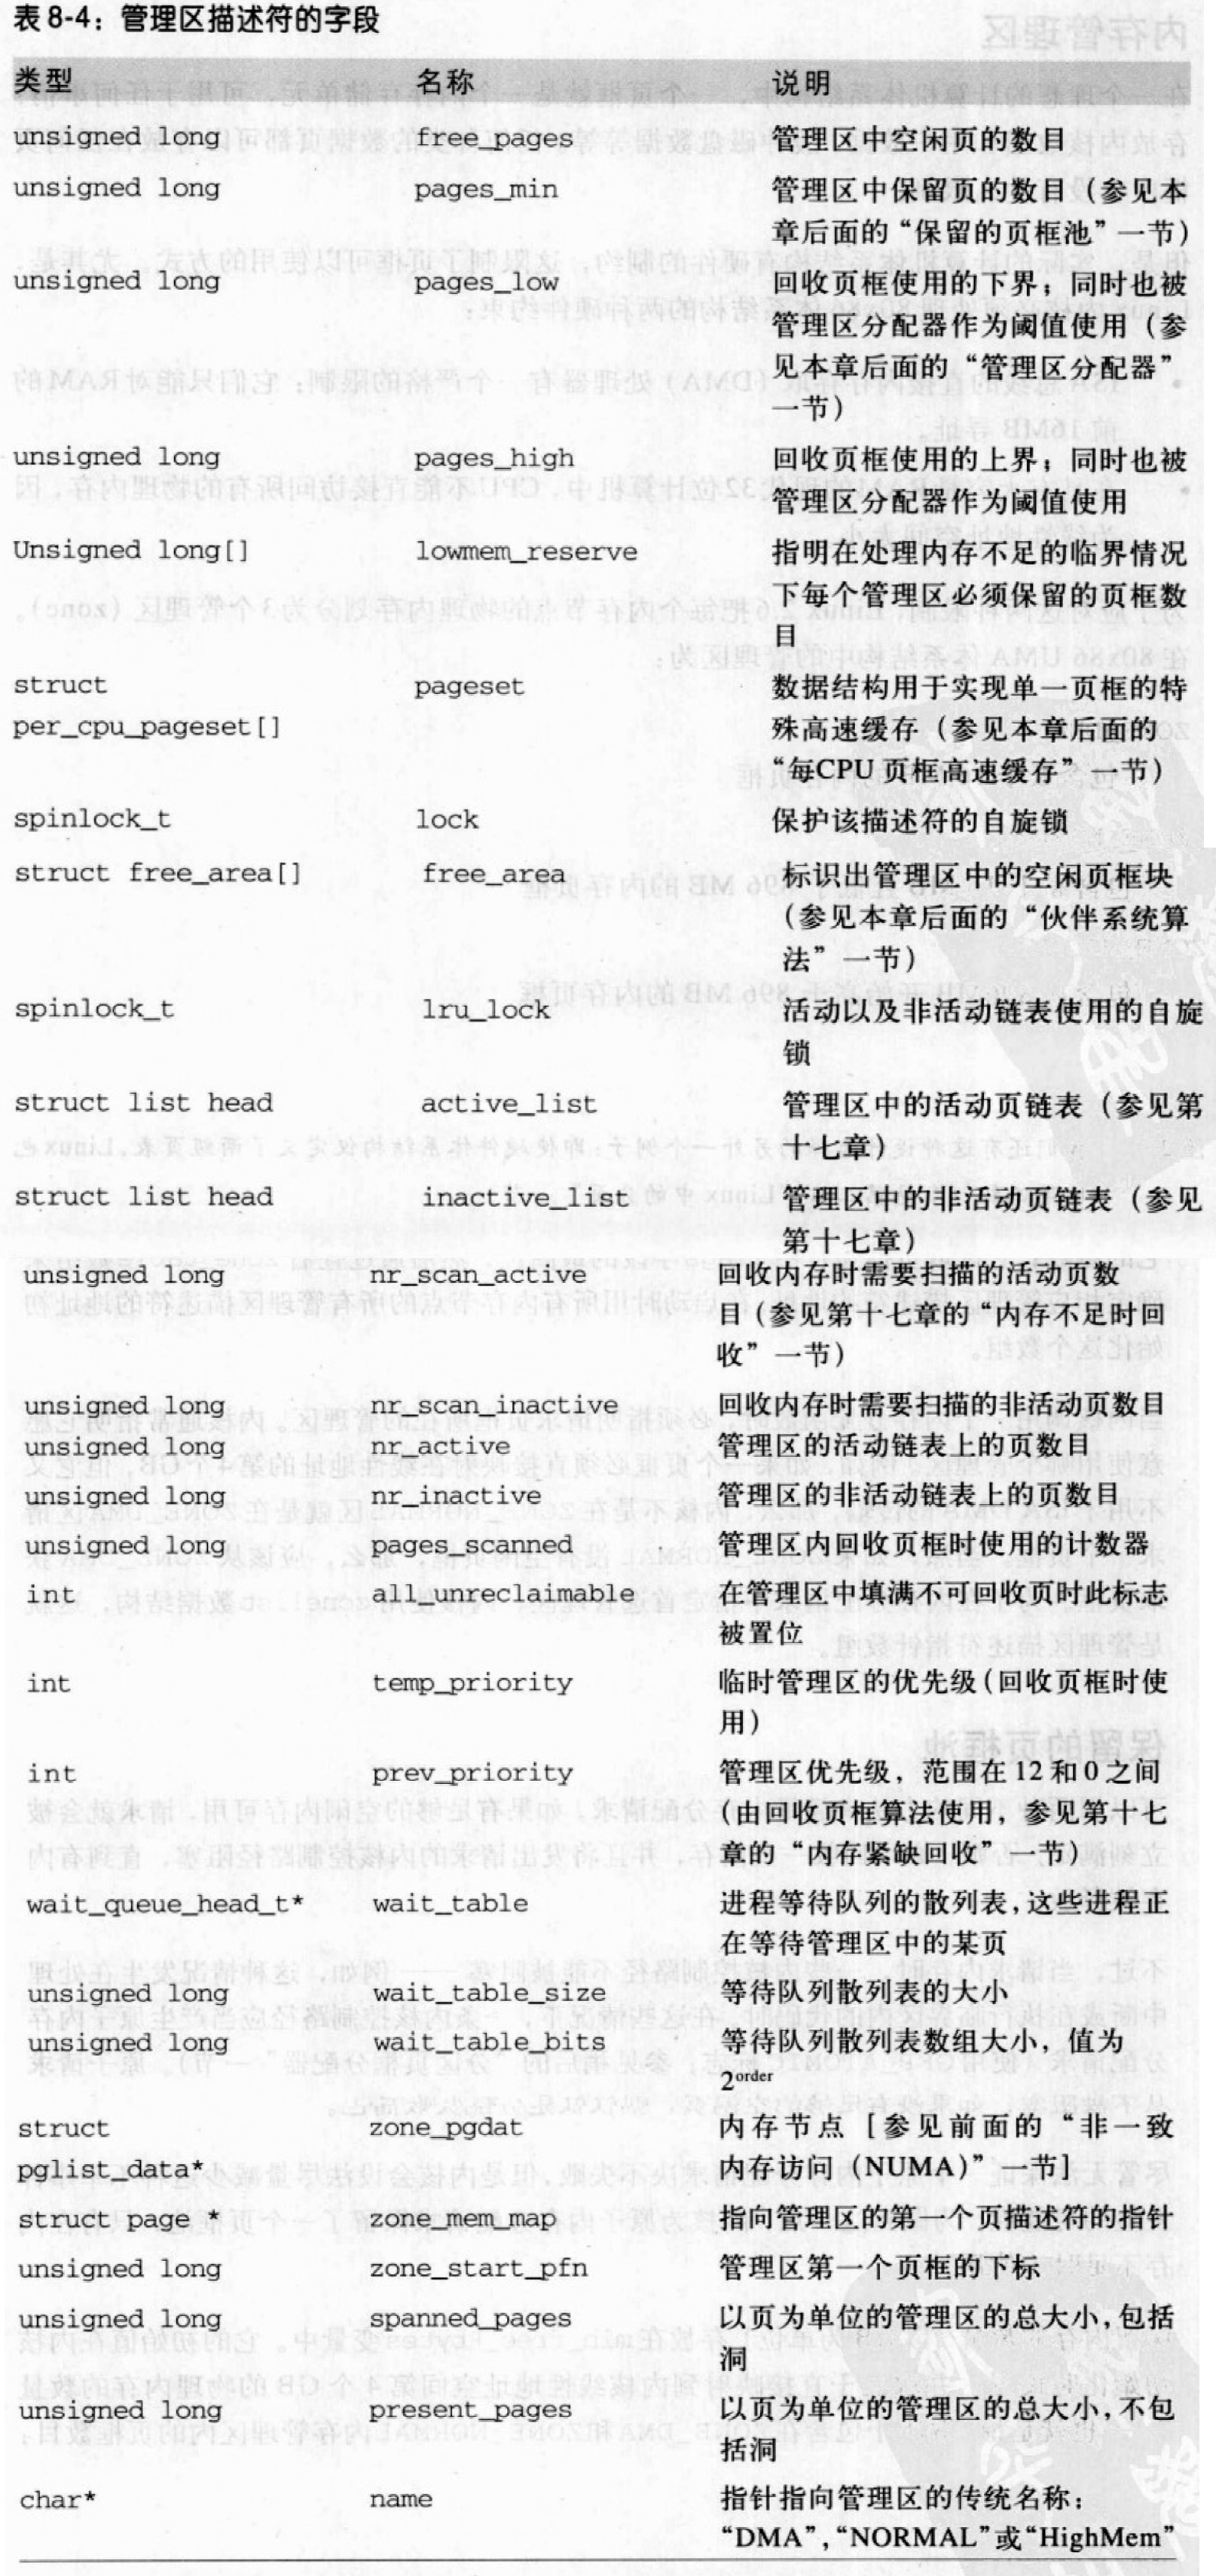 表 8-4：管理区描述符的字段
类型 名称 说明
unsigned long free_pages 管理区中空闲页的数目
unsigned long pages_min 管理区中保留页的数目（参见本
章后面的“保留的页框池”一节）
unsigned long pages_low 回收页框使用的下界；同时也被
管理区分配器作为阈值使用（参
见本章后面的“管理区分配器”
一节）
unsigned long pages_high 回收页框使用的上界；同时也被
管理区分配器作为阈值使用
Unsigned long[] lowmem_reserve 指明在处理内存不足的临界情况
下每个管理区必须保留的页框数
目
struct pageset 数据结构用于实现单一页框的特
per_cpu_pageset[] 殊高速缓存（参见本章后面的
“每CPU 页框高速缓存”一节）
spinlock_t lock 保护该描述符的自旋锁
struct free_area[] free_area 标识出管理区中的空闲页框块
（参见本章后面的“伙伴系统算
法”一节）
spinlock_t lru_lock 活动以及非活动链表使用的自旋
锁
struct list head active_list 管理区中的活动页链表（参见第
十七章）
struct list head inactive_list 管理区中的非活动页链表（参见
第十七章）
unsigned long nr_scan_active 回收内存时需要扫描的活动页数
目（参见第十七章的“内存不足时回
收”一节）
unsigned long nr_scan_inactive 回收内存时需要扫描的非活动页数目
unsigned long nr_active 管理区的活动链表上的页数目
unsigned long nr_inactive 管理区的非活动链表上的页数目
unsigned long pages_scanned 管理区内回收页框时使用的计数器
int all_unreclaimable 在管理区中填满不可回收页时此标志
被置位
int temp_priority 临时管理区的优先级（回收页框时使
用）
int prev_priority 管理区优先级，范围在 12 和 0 之间
（由回收页框算法使用，参见第十七
章的“内存紧缺回收”一节）
wait_queue_head_t* wait_table 进程等待队列的散列表，这些进程正
在等待管理区中的某页
unsigned long wait_table_size 等待队列散列表的大小
unsigned long wait_table_bits 等待队列散列表数组大小，值为
2^order
struct zone_pgdat 内存节点［参见前面的“非一致
pglist_data* 内存访问（NUMA）”一节］
struct page * zone_mem_map 指向管理区的第一个页描述符的指针
unsigned long zone_start_pfn 管理区第一个页框的下标
unsigned long spanned_pages 以页为单位的管理区的总大小，包括
洞
unsigned long present_pages 以页为单位的管理区的总大小，不包
括洞
char* name 指针指向管理区的传统名称：
“DMA”，“NORMAL”或“HighMem”